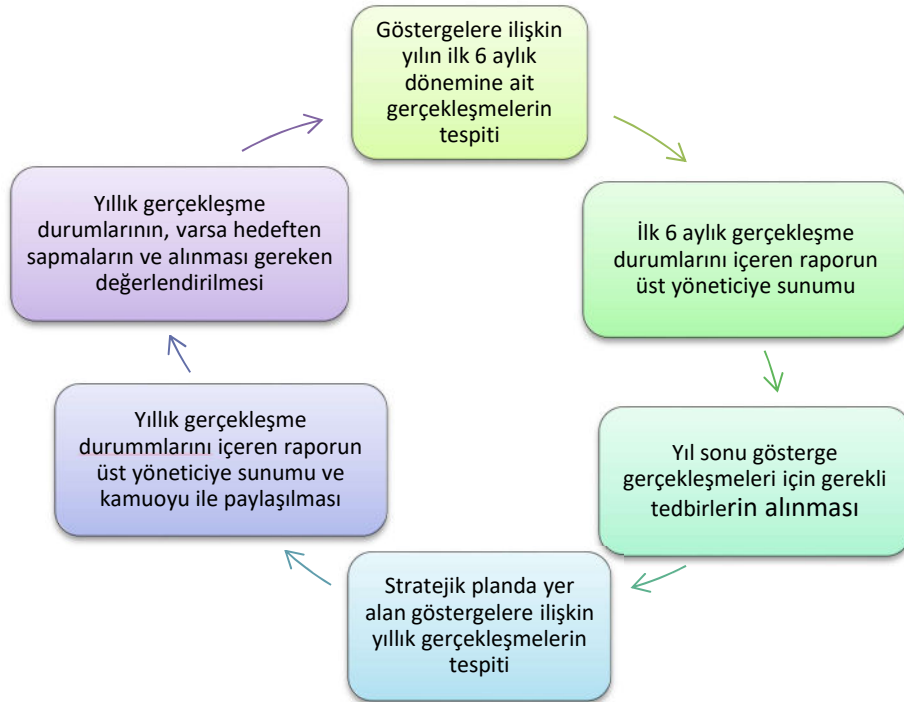 Göstergelere ilişkin
yılın ilk 6 aylık
dönemine ait
gerçekleşmelerin
tespiti
İlk 6 aylık gerçekleşme
durumlarını içeren raporun
üst yöneticiye sunumu
Yıl sonu gösterge
gerçekleşmeleri için gerekli
tedbirlerin alınması
Stratejik planda yer
alan göstergelere ilişkin
yıllık gerçekleşmelerin
tespiti
Yıllık gerçekleşme
durummlarını içeren raporun
üst yöneticiye sunumu ve
kamuoyu ile paylaşılması
Yıllık gerçekleşme
durumlarının, varsa hedeften
sapmaların ve alınması gereken
değerlendirilmesi